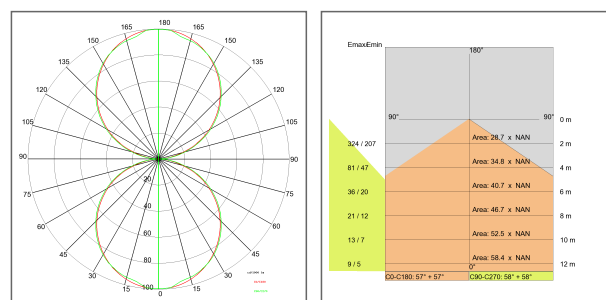 180
165 165
150 150
135 135
120 120
105 105
90 90
75 75
60 60
45 45
30 30
15 15
0
20
40
60
80
100
EmaxEmin
180°
90° 90°
0 m
Area: 28.7 x NAN
324 / 207 2 m
Area: 34.8 x NAN
81 / 47 4 m
Area: 40.7 x NAN
36 / 20 6 m
Area: 46.7 x NAN
21 / 12 8 m
Area: 52.5 x NAN
13 / 7 10 m
Area: 58.4 x NAN
9 / 5 0° 12 m
C0-C180: 57° + 57° C90-C270: 58° + 58°